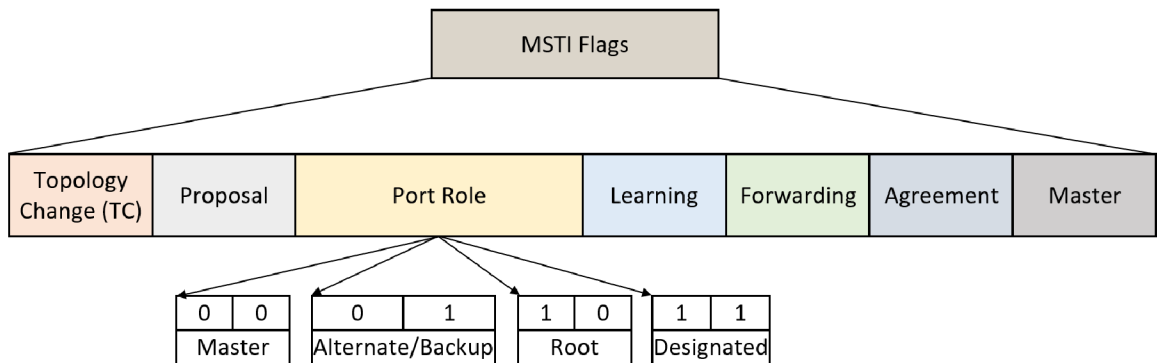 MSTI Flags
Topology
Change (TC)
Proposal
Port Role
Learning
Forwarding
Agreement
Master
0 0
0 1
1 0
1 1
Master
Alternate/Backup
Root
Designated